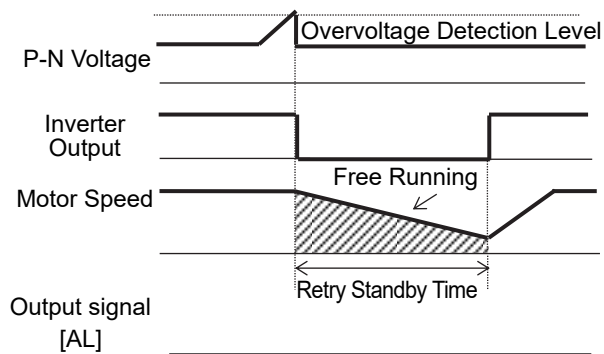 Overvoltage Detection Level
P-N Voltage
Inverter
Output
Free Running
Motor Speed
Retry Standby Time
Output signal
[AL]